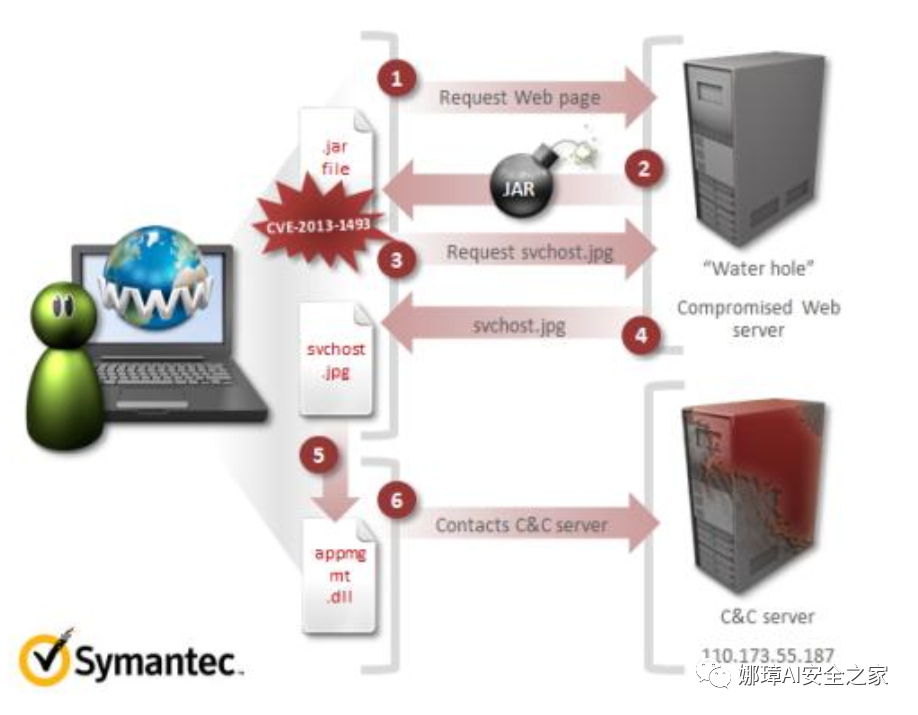 1
Request Web page
.jar
file
JAR
2
CVE-2013-1493
3
Request svchost.jpg
"Water hole"
WWW
Compromised Web
server
svchost.jpg
4
svchost
.jpg
5
6
Contacts C&C server
appmg
mt
.dll
C&C server
110.173.55.187
Symantec.
娜璋AI安全之家